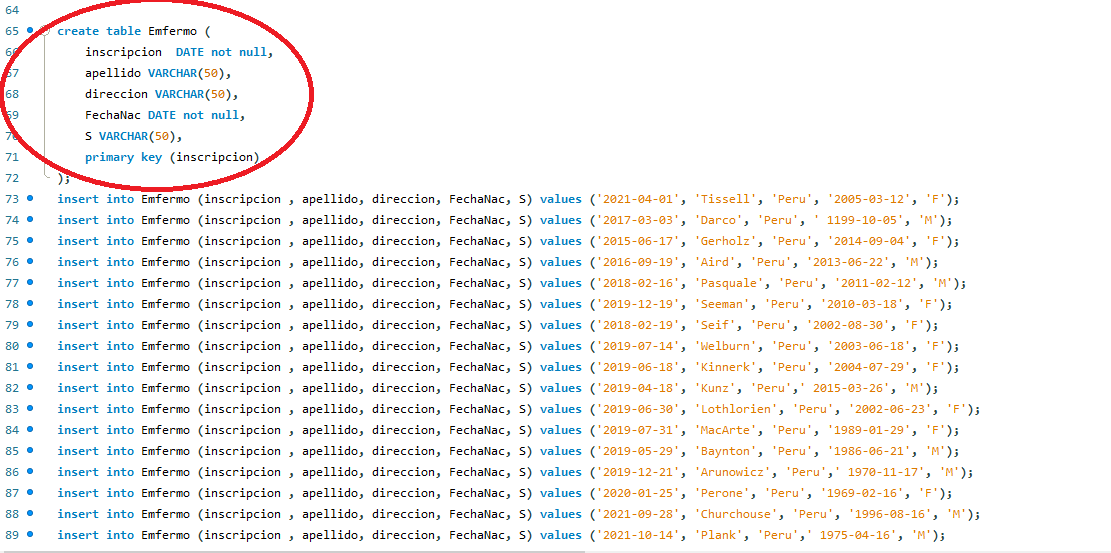 64
65 create table Emfermo (
66 inscripcion  DATE not null,
67 apellido VARCHAR(50),
68 direccion VARCHAR(50),
69 FechaNac DATE not null,
70 S VARCHAR(50),
71 primary key (inscripcion)
72 );
73 insert into Emfermo (inscripcion , apellido, direccion, FechaNac, S) values ('2021-04-01', 'Tissell', 'Peru', '2005-03-12', 'F');
74 insert into Emfermo (inscripcion , apellido, direccion, FechaNac, S) values ('2017-03-03', 'Darco', 'Peru', ' 1199-10-05', 'M');
75 insert into Emfermo (inscripcion , apellido, direccion, FechaNac, S) values ('2015-06-17', 'Gerholz', 'Peru', '2014-09-04', 'F');
76 insert into Emfermo (inscripcion , apellido, direccion, FechaNac, S) values ('2016-09-19', 'Aird', 'Peru', '2013-06-22', 'M');
77 insert into Emfermo (inscripcion , apellido, direccion, FechaNac, S) values ('2018-02-16', 'Pasquale', 'Peru', '2011-02-12', 'M');
78 insert into Emfermo (inscripcion , apellido, direccion, FechaNac, S) values ('2019-12-19', 'Seeman', 'Peru', '2010-03-18', 'F');
79 insert into Emfermo (inscripcion , apellido, direccion, FechaNac, S) values ('2018-02-19', 'Seif', 'Peru', '2002-08-30', 'F');
80 insert into Emfermo (inscripcion , apellido, direccion, FechaNac, S) values ('2019-07-14', 'Welburn', 'Peru', '2003-06-18', 'F');
81 insert into Emfermo (inscripcion , apellido, direccion, FechaNac, S) values ('2019-06-18', 'Kinnerk', 'Peru', '2004-07-29', 'F');
82 insert into Emfermo (inscripcion , apellido, direccion, FechaNac, S) values ('2019-04-18', 'Kunz', 'Peru',' 2015-03-26', 'M');
83 insert into Emfermo (inscripcion , apellido, direccion, FechaNac, S) values ('2019-06-30', 'Lothlorien', 'Peru', '2002-06-23', 'F');
84 insert into Emfermo (inscripcion , apellido, direccion, FechaNac, S) values ('2019-07-31', 'MacArte', 'Peru', '1989-01-29', 'F');
85 insert into Emfermo (inscripcion , apellido, direccion, FechaNac, S) values ('2019-05-29', 'Baynton', 'Peru', '1986-06-21', 'M');
86 insert into Emfermo (inscripcion , apellido, direccion, FechaNac, S) values ('2019-12-21', 'Arunowicz', 'Peru',' 1970-11-17', 'M');
87 insert into Emfermo (inscripcion , apellido, direccion, FechaNac, S) values ('2020-01-25', 'Perone', 'Peru', '1969-02-16', 'F');
88 insert into Emfermo (inscripcion , apellido, direccion, FechaNac, S) values ('2021-09-28', 'Churchouse', 'Peru', '1996-08-16', 'M');
89 insert into Emfermo (inscripcion , apellido, direccion, FechaNac, S) values ('2021-10-14', 'Plank', 'Peru',' 1975-04-16', 'M');